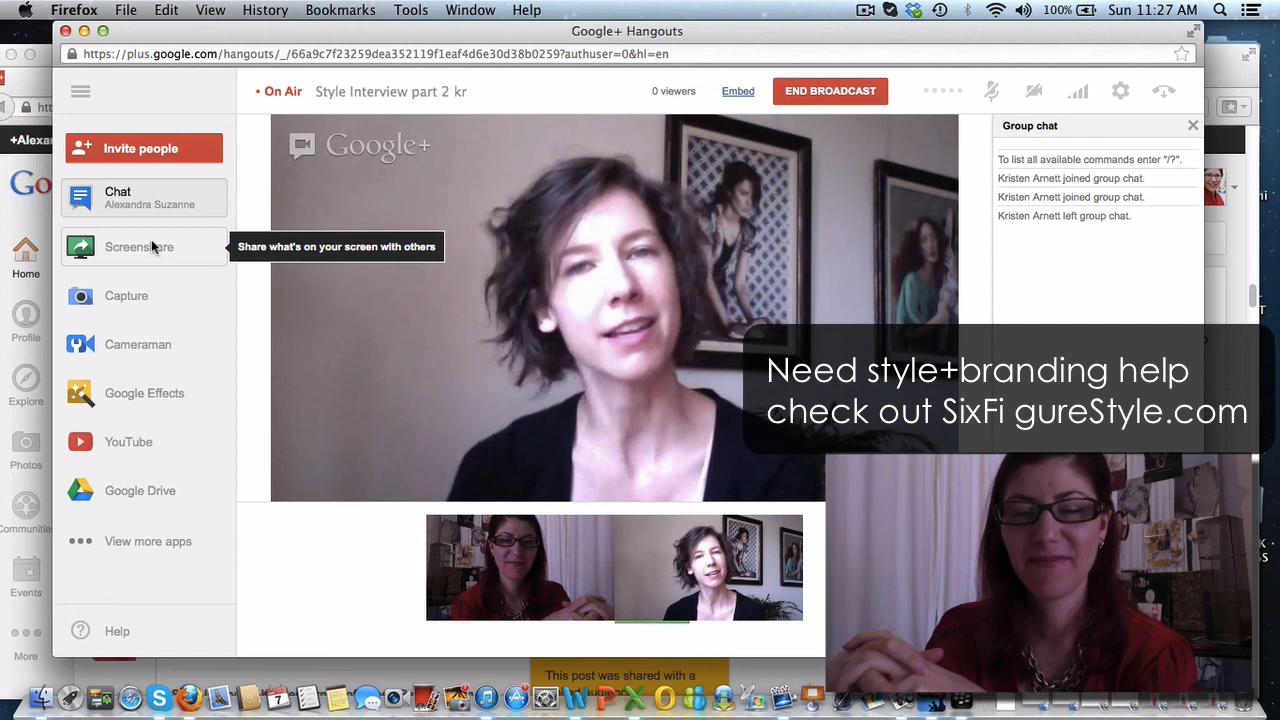 Firefox File Edit View History Bookmarks Tools Window Help
100% Sun 11:27 AM
Google+ Hangouts
https://plus.google.com/hangouts/_/66a9c7f23259dea352119f1eaf4d6e30d38b0259?authuser=0&hl=en
htt
On Air Style Interview part 2 kr
0 viewers Embed END BROADCAST
+Alexa
Goo
Home
Profile
Explore
Photos
Communities
Events
More
Invite people
Chat
Alexandra Suzanne
Screenshare
Share what's on your screen with others
Capture
Cameraman
Google Effects
YouTube
Google Drive
View more apps
Help
Google+
Group chat
To list all available commands enter "/?".
Kristen Arnett joined group chat.
Kristen Arnett joined group chat.
Kristen Arnett left group chat.
Need style+branding help
check out SixFi gureStyle.com
This post was shared with a
7